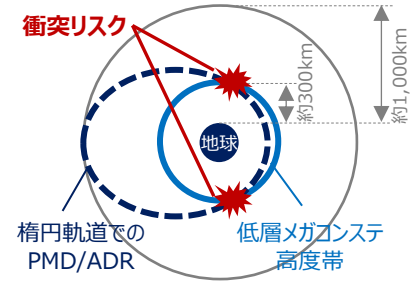 衝突リスク
約300km
約1,000km
地球
楕円軌道での
PMD/ADR
低層メガコンステ
高度帯